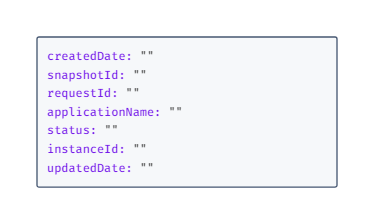 createdDate: ""
snapshotId: ""
requestId: ""
applicationName: ""
status: ""
instanceId: ""
updatedDate: ""